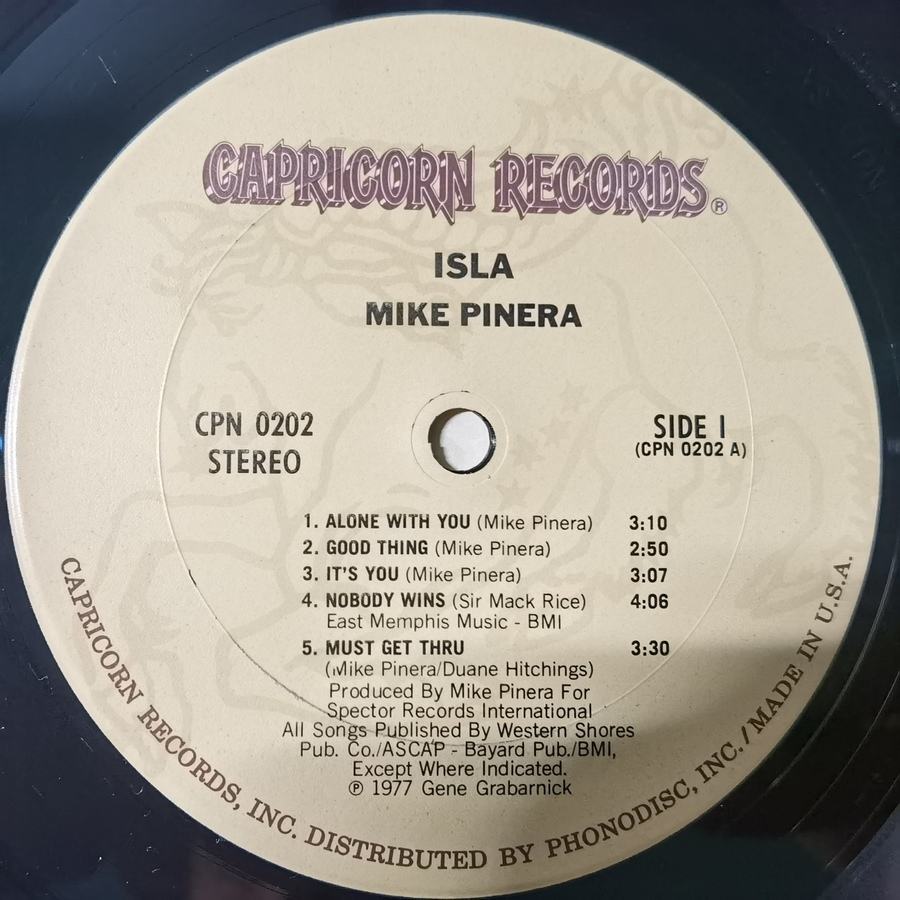 CAPRICORN RECORDS®
ISLA
MIKE PINERA
CPN 0202
STEREO
SIDE I
(CPN 0202 A)
1. ALONE WITH YOU (Mike Pinera) 3:10
2. GOOD THING (Mike Pinera) 2:50
3. IT'S YOU (Mike Pinera) 3:07
4. NOBODY WINS (Sir Mack Rice) 4:06
East Memphis Music - BMI
5. MUST GET THRU 3:30
(Mike Pinera/Duane Hitchings)
Produced By Mike Pinera For
Spector Records International
All Songs Published By Western Shores
Pub. Co./ASCAP - Bayard Pub./BMI,
Except Where Indicated.
℗ 1977 Gene Grabarnick
CAPRICORN RECORDS, INC. DISTRIBUTED BY PHONODISC, INC./MADE IN U.S.A.